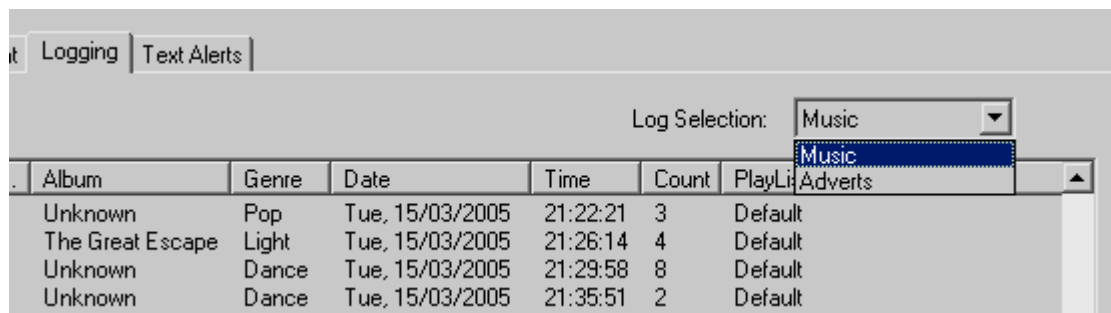 Logging Text Alerts
Log Selection: Music
Music
Adverts
Album Genre Date Time Count
Unknown Pop Tue, 15/03/2005 21:22:21 3 Default
The Great Escape Light Tue, 15/03/2005 21:26:14 4 Default
Unknown Dance Tue, 15/03/2005 21:29:58 8 Default
Unknown Dance Tue, 15/03/2005 21:35:51 2 Default